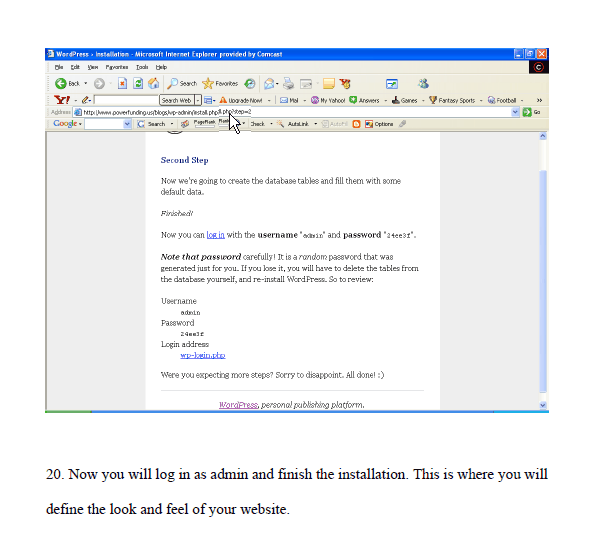 WordPress › Installation - Microsoft Internet Explorer provided by Comcast
File Edit View Favorites Tools Help
Back Search Favorites
Y! Search Web Upgrade Now! Mail My Yahoo! Answers Games Fantasy Sports Football
Address http://www.powerfunding.us/blogs/wp-admin/install.php?step=2 Go
Google Search PageRank Check AutoLink AutoFill Options
Second Step
Now we're going to create the database tables and fill them with some
default data.
Finished!
Now you can log in with the username "admin" and password "24ee3f".
Note that password carefully! It is a random password that was
generated just for you. If you lose it, you will have to delete the tables from
the database yourself, and re-install WordPress. So to review:
Username
admin
Password
24ee3f
Login address
wp-login.php
Were you expecting more steps? Sorry to disappoint. All done! :)
WordPress, personal publishing platform.
20. Now you will log in as admin and finish the installation. This is where you will
define the look and feel of your website.